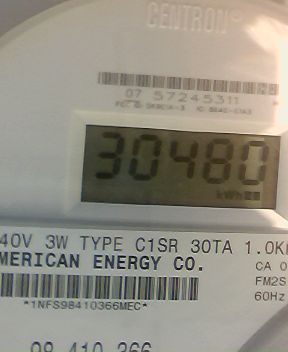 CENTRON®
07 57245311
30480
kWh
40V 3W TYPE C1SR 30TA 1.0K
MERICAN ENERGY CO.
CA 0
FM2S
60Hz
*1NFS98410366MEC*
98 410 366